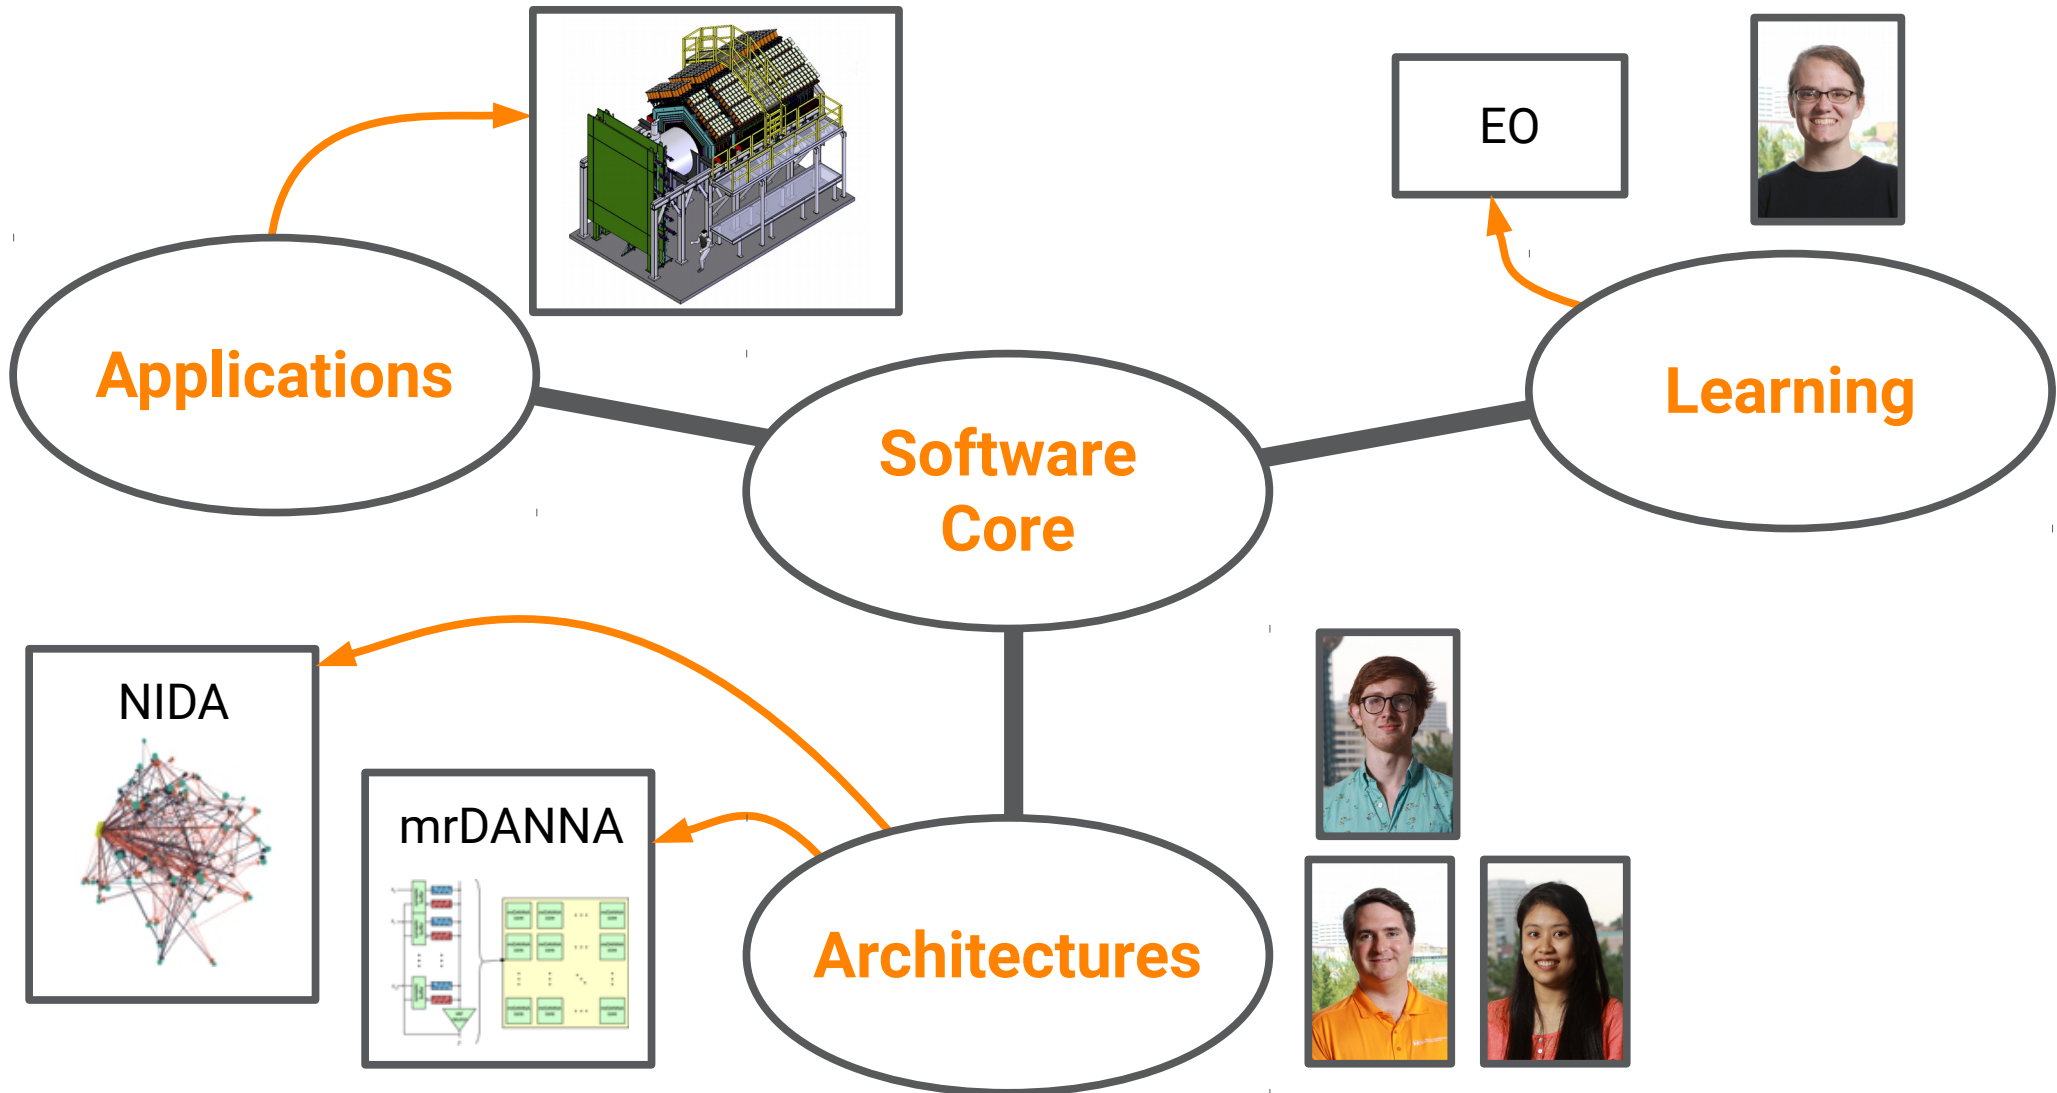 EO
Applications
Learning
Software
Core
NIDA
mrDANNA
Architectures